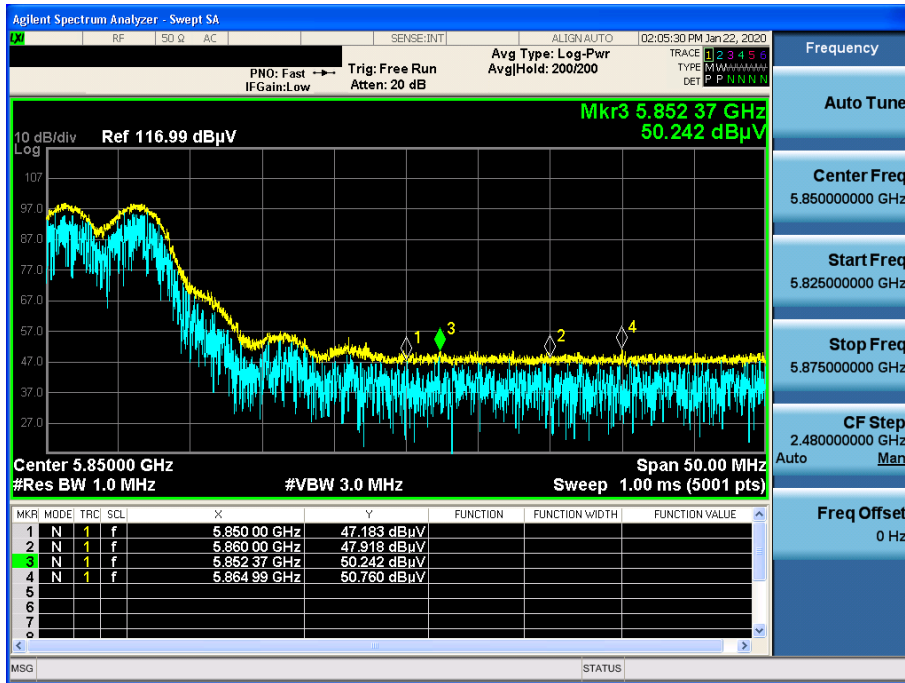 Agilent Spectrum Analyzer - Swept SA
LXI RF 50 Ω AC SENSE:INT ALIGN AUTO 02:05:30 PM Jan 22, 2020
PNO: Fast Trig: Free Run Avg Type: Log-Pwr TRACE 1 2 3 4 5 6
IFGain:Low Atten: 20 dB Avg|Hold: 200/200 TYPE MWWWWW
DET P P N N N N
Mkr3 5.852 37 GHz
50.242 dBµV
10 dB/div Ref 116.99 dBµV
Log
107
97.0
87.0
77.0
67.0
57.0
47.0
37.0
27.0
1
3
2
4
Center 5.85000 GHz Span 50.00 MHz
#Res BW 1.0 MHz #VBW 3.0 MHz Sweep 1.00 ms (5001 pts)
MKR MODE TRC SCL X Y FUNCTION FUNCTION WIDTH FUNCTION VALUE
1 N 1 f 5.850 00 GHz 47.183 dBµV
2 N 1 f 5.860 00 GHz 47.918 dBµV
3 N 1 f 5.852 37 GHz 50.242 dBµV
4 N 1 f 5.864 99 GHz 50.760 dBµV
5
6
7
MSG STATUS
Frequency
Auto Tune
Center Freq
5.850000000 GHz
Start Freq
5.825000000 GHz
Stop Freq
5.875000000 GHz
CF Step
2.480000000 GHz
Auto Man
Freq Offset
0 Hz